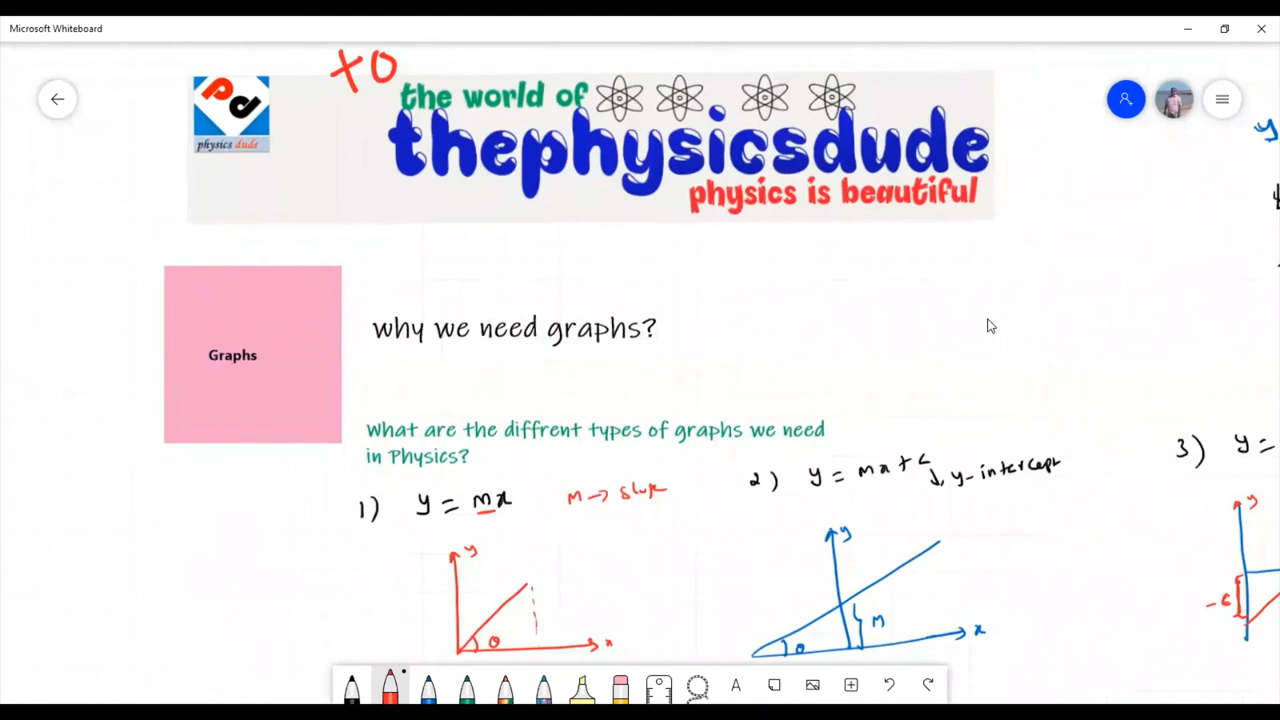 Microsoft Whiteboard
+0
the world of
thephysicsdude
physics is beautiful
physics dude
y
Graphs
why we need graphs?
What are the diffrent types of graphs we need
in Physics?
1) y = mx
M → slope
2) y = mx + c
↓, y-intercept
3) y =
y
θ
x
y
θ
M
x
y
-c
A